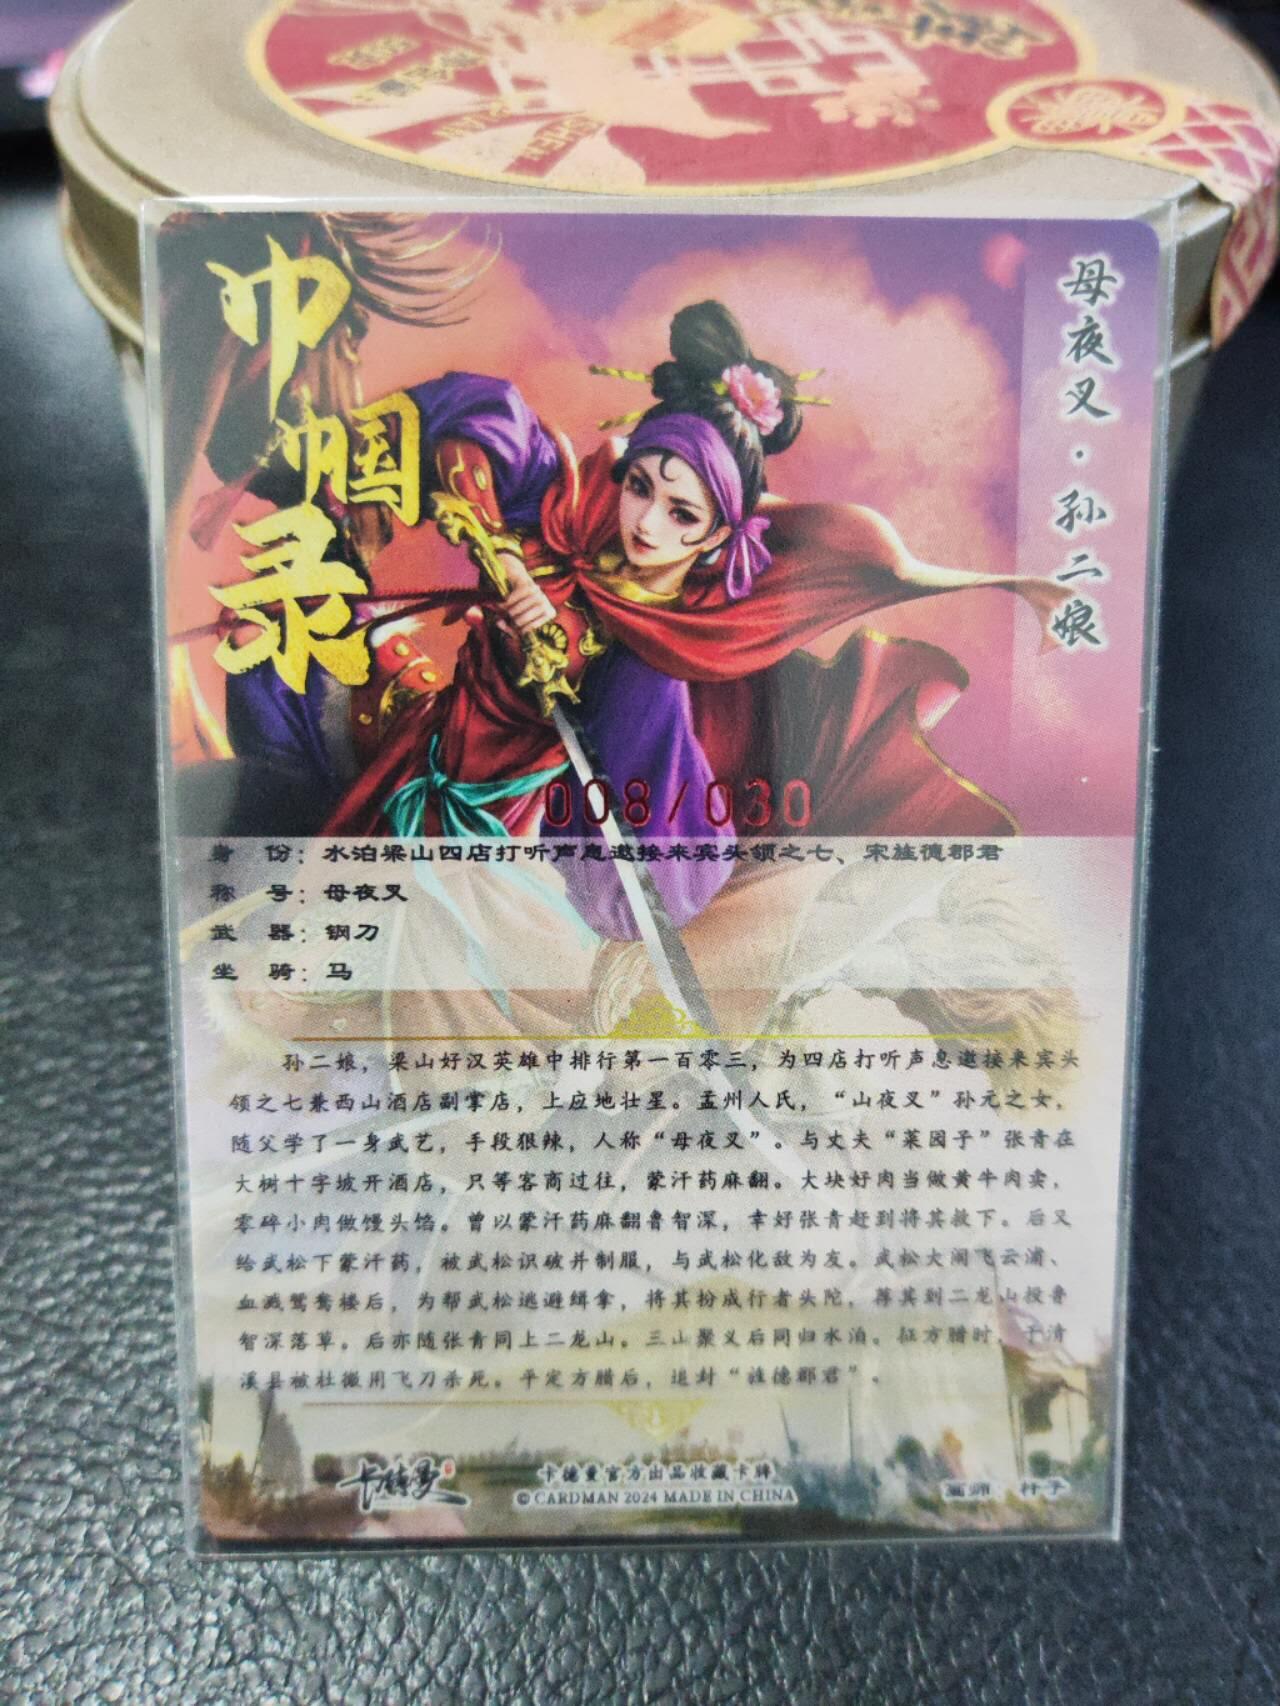 巾帼录
母夜叉·孙二娘
008/030
身 份：水泊梁山四店打听声息邀接来宾头领之七、宋旌德郡君
称 号：母夜叉
武 器：钢刀
坐 骑：马
孙二娘，梁山好汉英雄中排行第一百零三，为四店打听声息邀接来宾头
领之七兼西山酒店副掌店，上应地壮星。孟州人氏，“山夜叉”孙元之女，
随父学了一身武艺，手段狠辣，人称“母夜叉”。与丈夫“菜园子”张青在
大树十字坡开酒店，只等客商过往，蒙汗药麻翻。大块好肉当做黄牛肉卖，
零碎小肉做馒头馅。曾以蒙汗药麻翻鲁智深，幸好张青赶到将其救下。后又
给武松下蒙汗药，被武松识破并制服，与武松化敌为友。武松大闹飞云浦、
血溅鸳鸯楼后，为帮武松逃避缉拿，将其扮成行者头陀，荐其到二龙山投鲁
智深落草。后亦随张青同上二龙山。三山聚义后同归水泊。征方腊时，于清
溪县被杜微用飞刀杀死。平定方腊后，追封“旌德郡君”。
卡德曼
卡德曼官方出品收藏卡牌
© CARDMAN 2024 MADE IN CHINA
画师